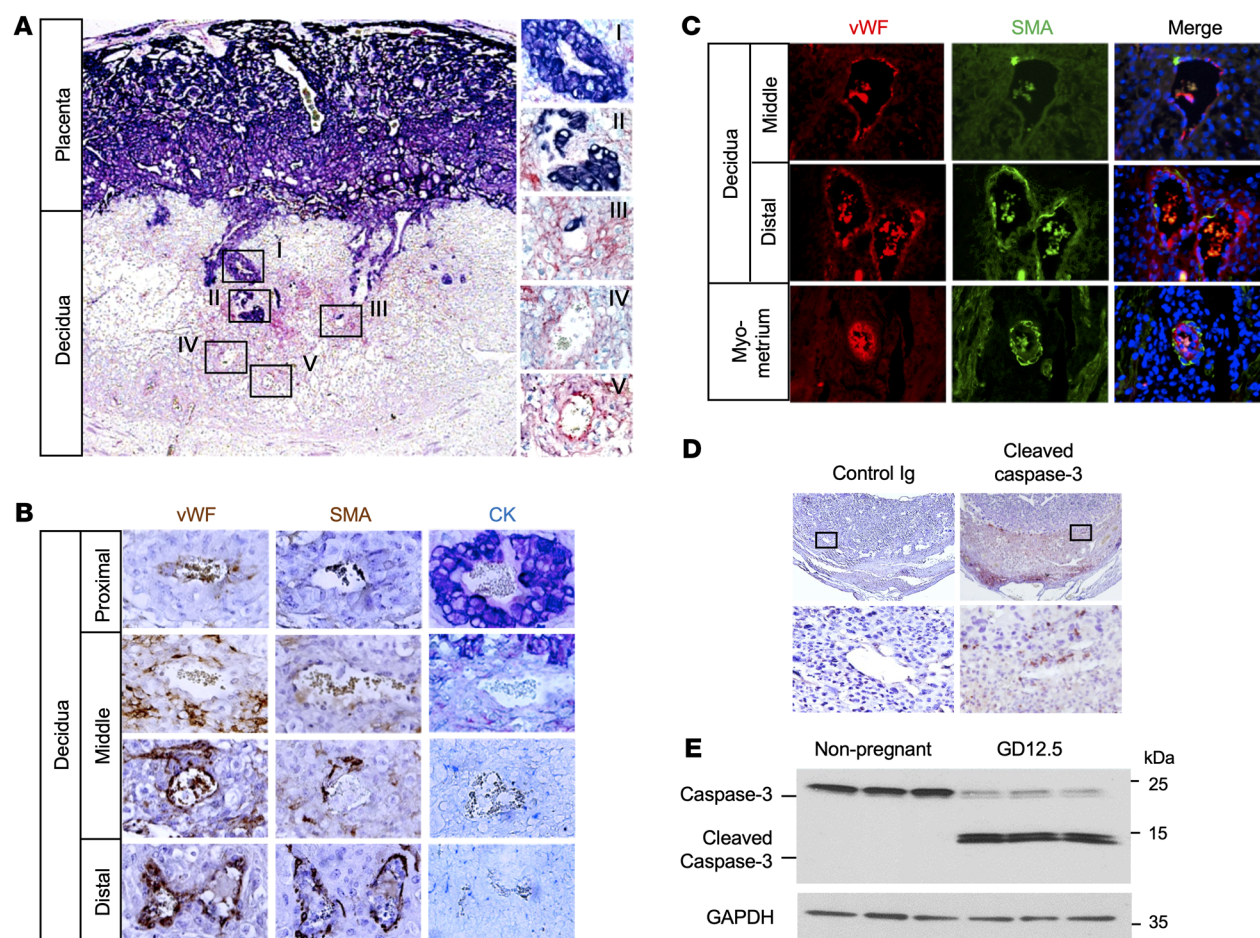 A
Placenta
Decidua
I
II
III
IV
V
I
II
III
IV
V
B
vWF SMA CK
Decidua
Proximal
Middle
Distal
C
vWF SMA Merge
Decidua
Middle
Distal
Myo-
metrium
D
Control Ig
Cleaved
caspase-3
E
Non-pregnant GD12.5 kDa
Caspase-3
25
Cleaved
Caspase-3
15
GAPDH
35